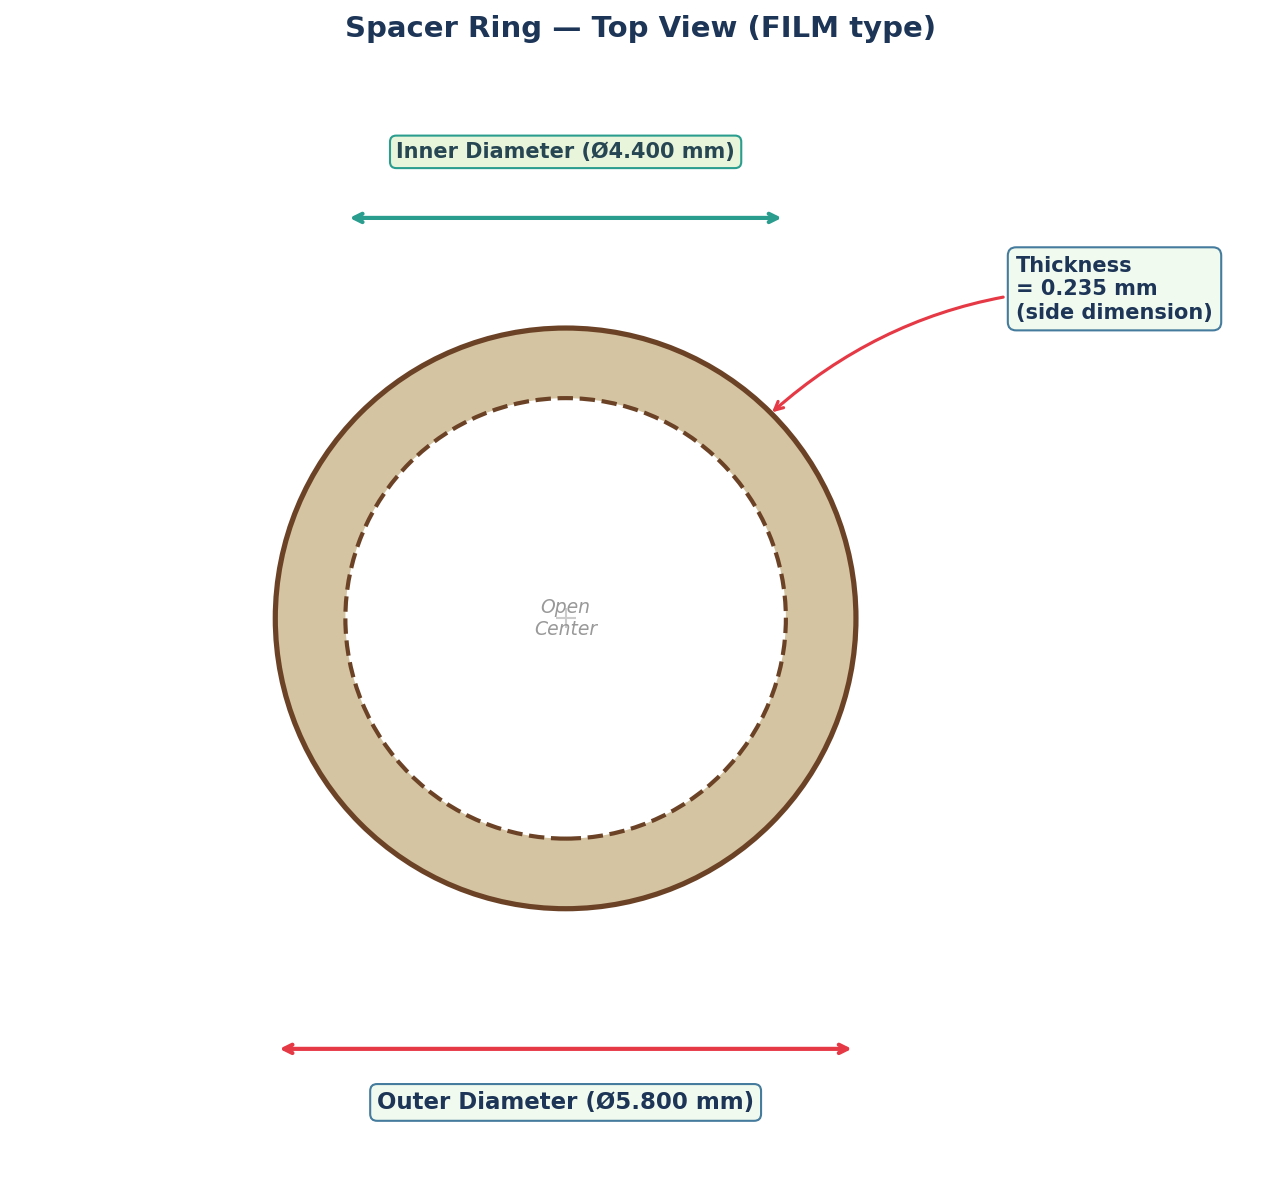 Spacer Ring — Top View (FILM type)
Inner Diameter (Ø4.400 mm)
Thickness
= 0.235 mm
(side dimension)
Open
Center
Outer Diameter (Ø5.800 mm)